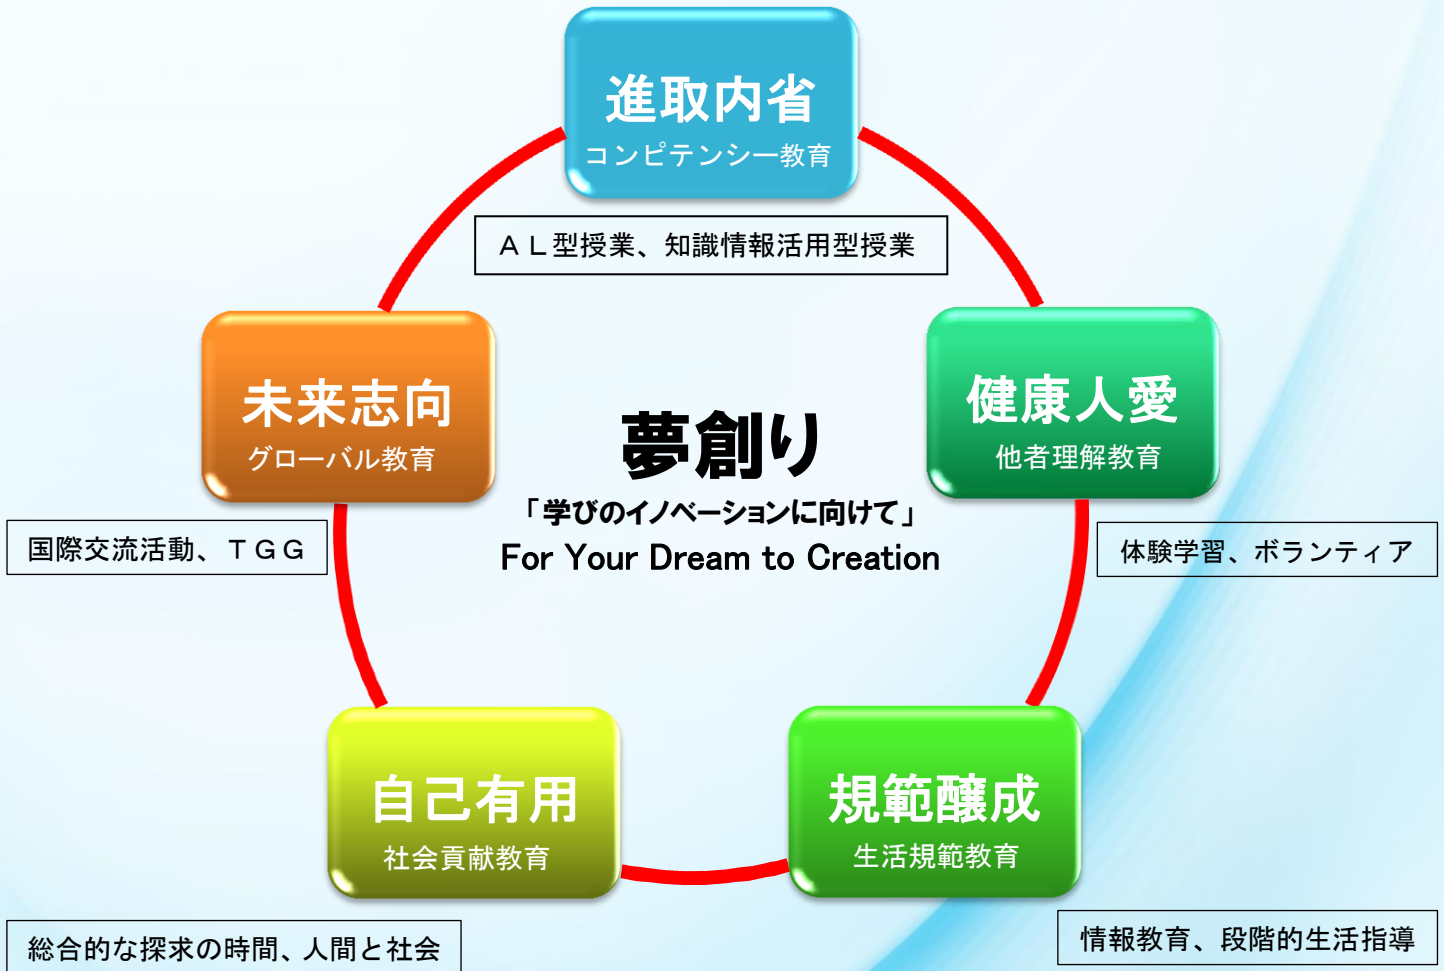 進取内省
コンピテンシー教育
ＡＬ型授業、知識情報活用型授業
未来志向
グローバル教育
健康人愛
他者理解教育
夢創り
「学びのイノベーションに向けて」
For Your Dream to Creation
国際交流活動、ＴＧＧ
体験学習、ボランティア
自己有用
社会貢献教育
規範醸成
生活規範教育
総合的な探求の時間、人間と社会
情報教育、段階的生活指導